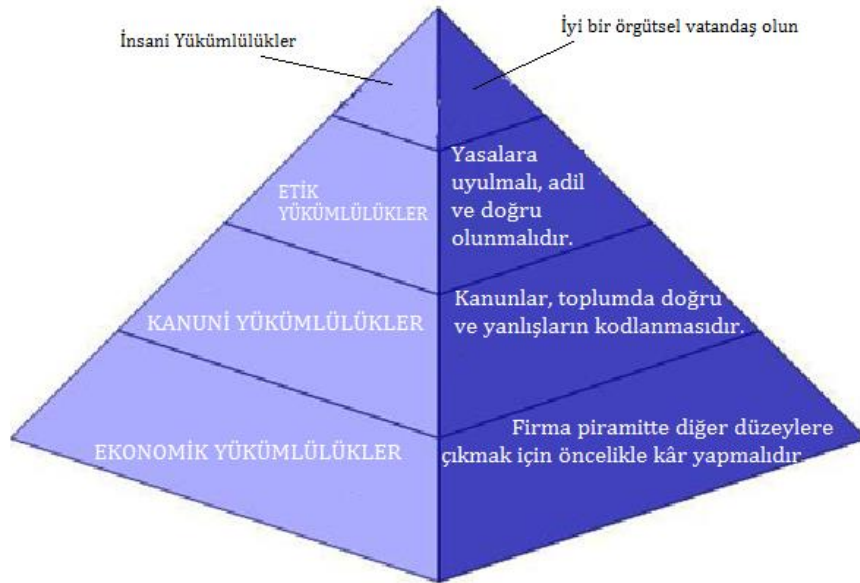 İnsani Yükümlülükler
İyi bir örgütsel vatandaş olun
ETİK
YÜKÜMLÜLÜKLER
Yasalara
uyulmalı, adil
ve doğru
olunmalıdır.
KANUNİ YÜKÜMLÜLÜKLER
Kanunlar, toplumda doğru
ve yanlışların kodlanmasıdır.
EKONOMİK YÜKÜMLÜLÜKLER
Firma piramitte diğer düzeylere
çıkmak için öncelikle kâr yapmalıdır